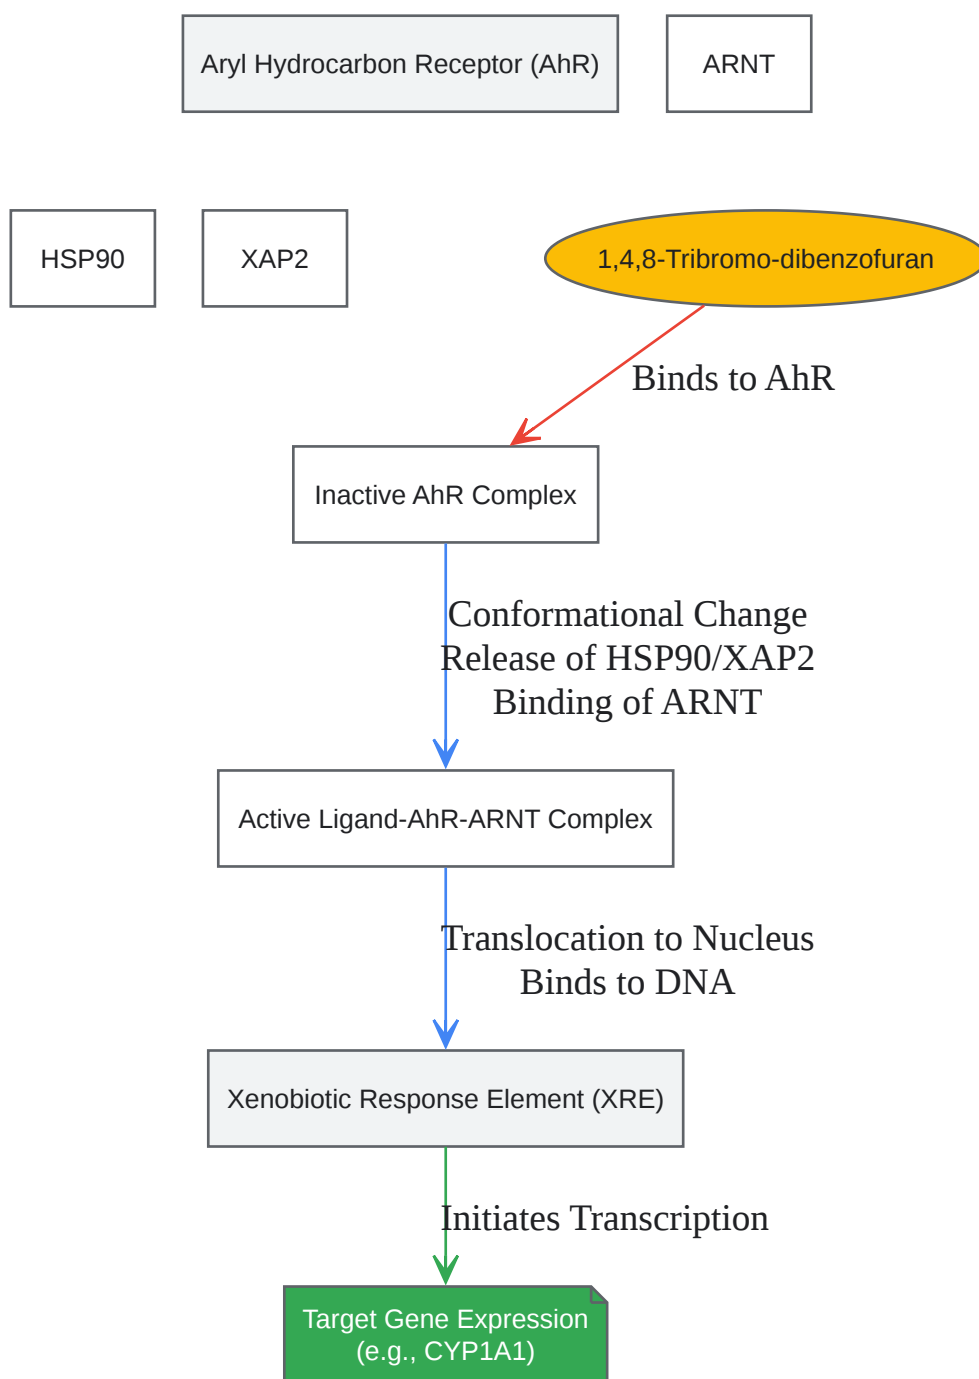 Aryl Hydrocarbon Receptor (AhR)
ARNT
HSP90
XAP2
1,4,8-Tribromo-dibenzofuran
Binds to AhR
Inactive AhR Complex
Conformational Change
Release of HSP90/XAP2
Binding of ARNT
Active Ligand-AhR-ARNT Complex
Translocation to Nucleus
Binds to DNA
Xenobiotic Response Element (XRE)
Initiates Transcription
Target Gene Expression
(e.g., CYP1A1)